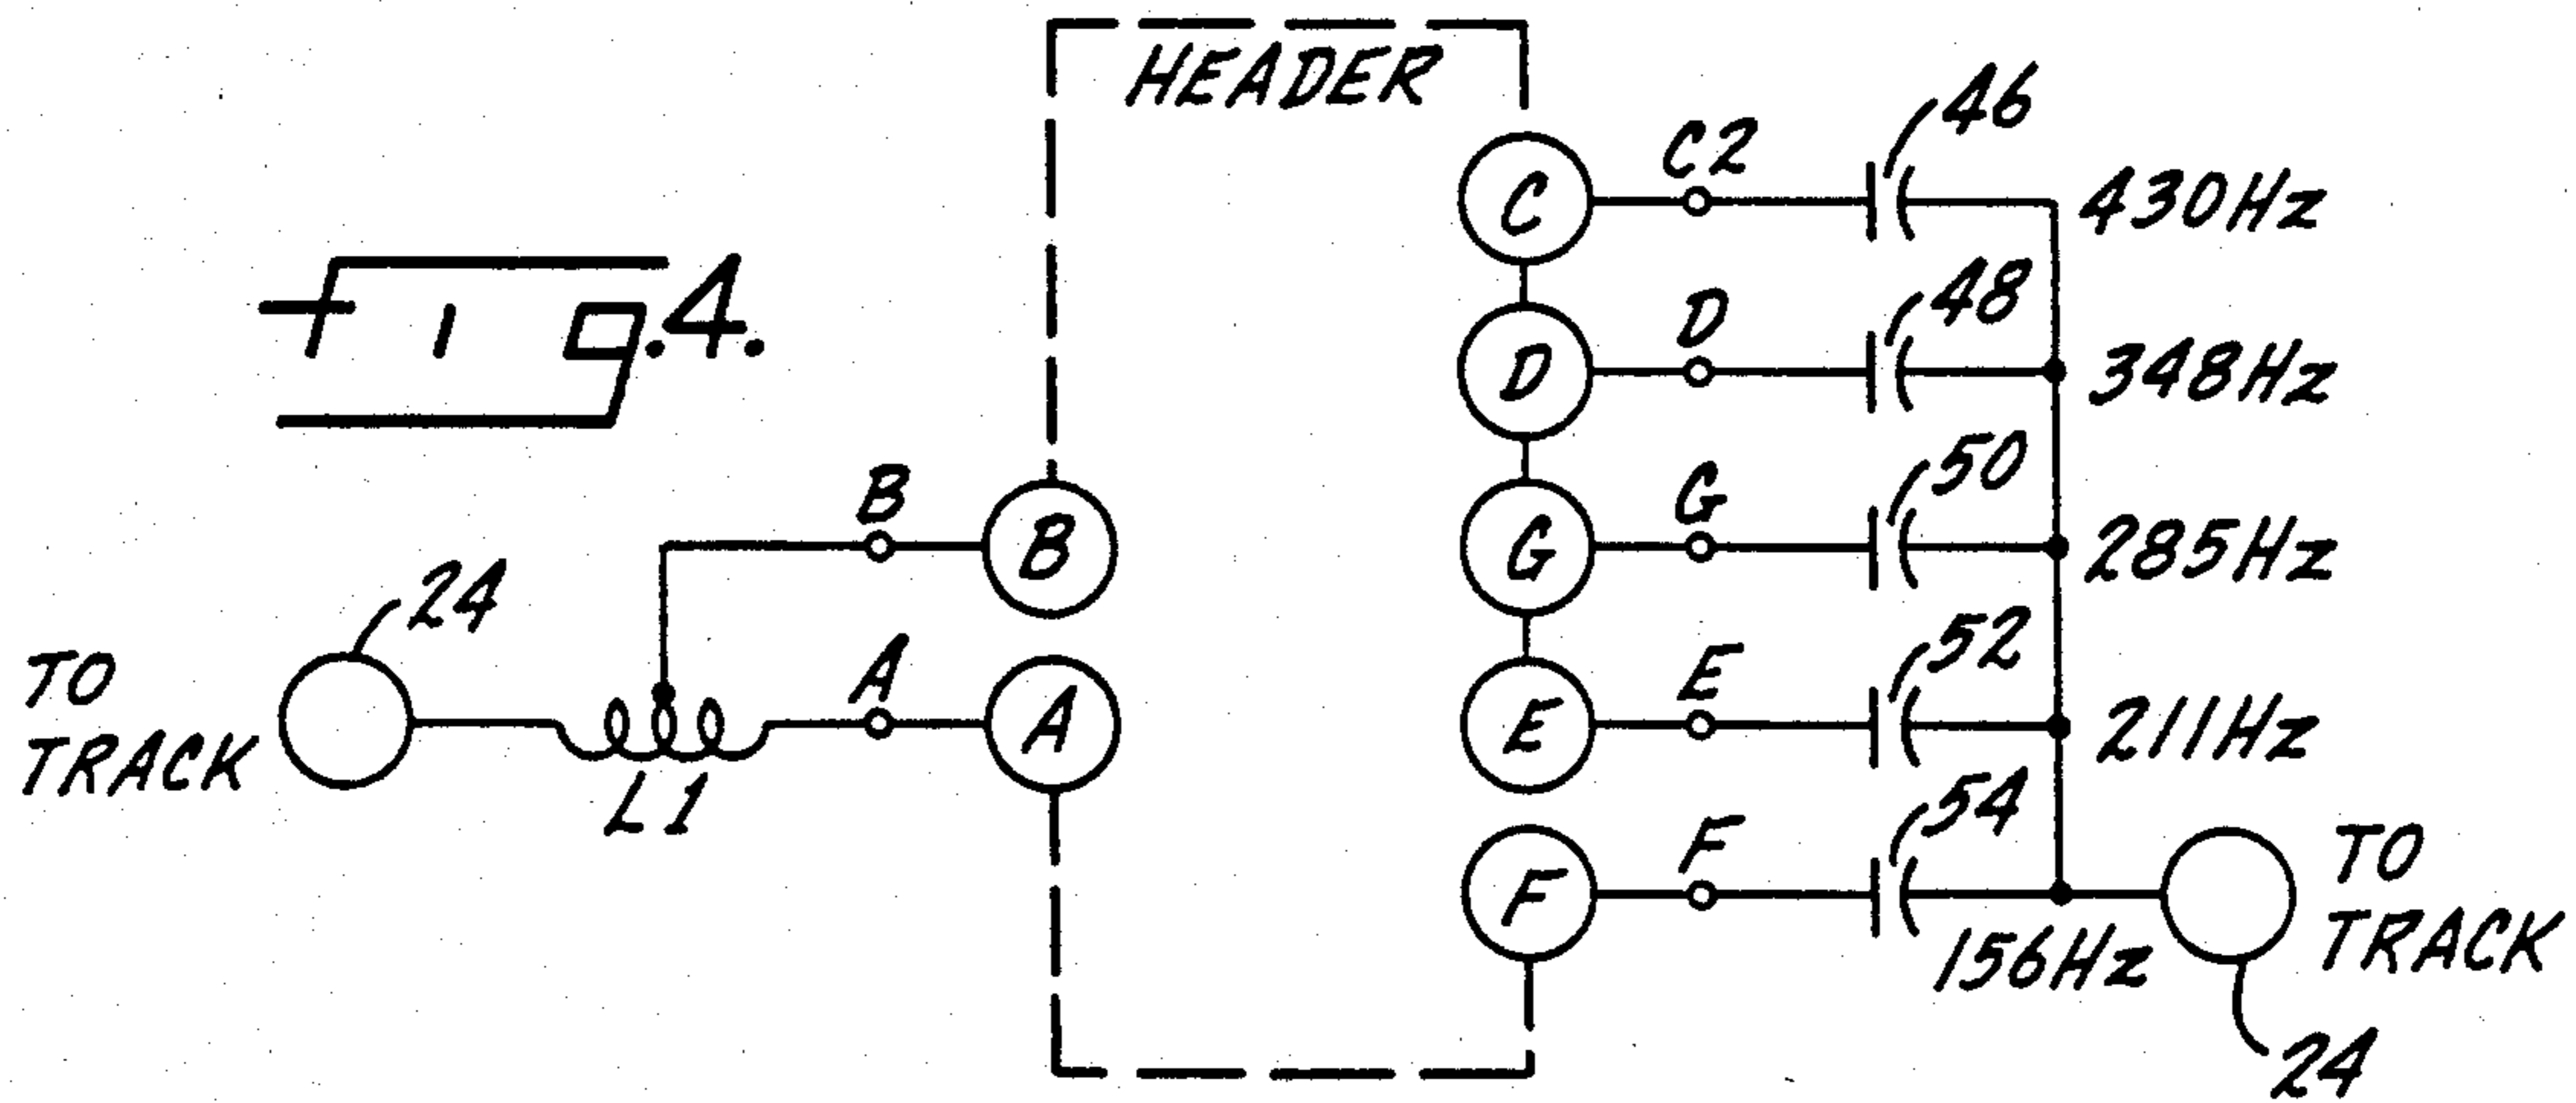 HEADER
Fig.4.
C
C2
46
430Hz
D
D
48
348Hz
B
B
G
G
50
285Hz
TO
TRACK
24
L1
A
A
E
E
52
211Hz
F
F
54
156Hz
TO
TRACK
24